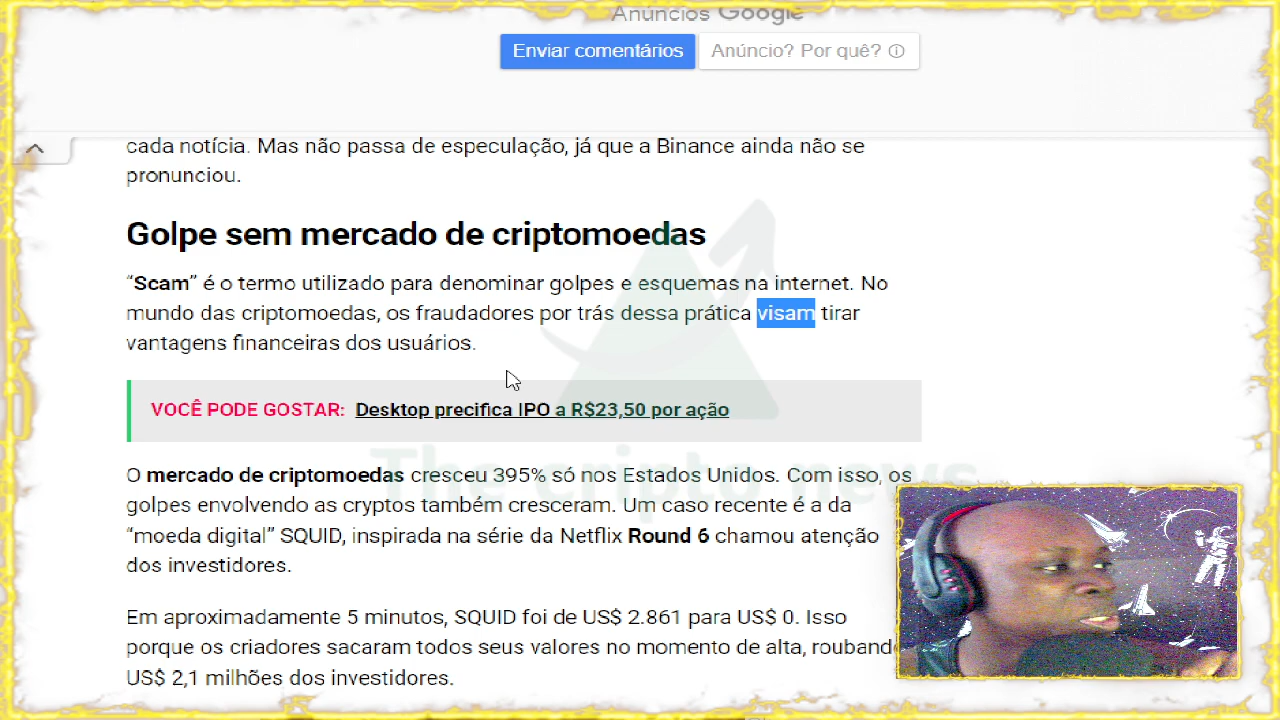 Anúncios Google
Enviar comentários
Anúncio? Por quê?
cada notícia. Mas não passa de especulação, já que a Binance ainda não se
pronunciou.
Golpe sem mercado de criptomoedas
“Scam” é o termo utilizado para denominar golpes e esquemas na internet. No
mundo das criptomoedas, os fraudadores por trás dessa prática visam tirar
vantagens financeiras dos usuários.
VOCÊ PODE GOSTAR: Desktop precifica IPO a R$23,50 por ação
O mercado de criptomoedas cresceu 395% só nos Estados Unidos. Com isso, os
golpes envolvendo as cryptos também cresceram. Um caso recente é a da
“moeda digital” SQUID, inspirada na série da Netflix Round 6 chamou atenção
dos investidores.
The cripto news
Em aproximadamente 5 minutos, SQUID foi de US$ 2.861 para US$ 0. Isso
porque os criadores sacaram todos seus valores no momento de alta, roubando
US$ 2,1 milhões dos investidores.